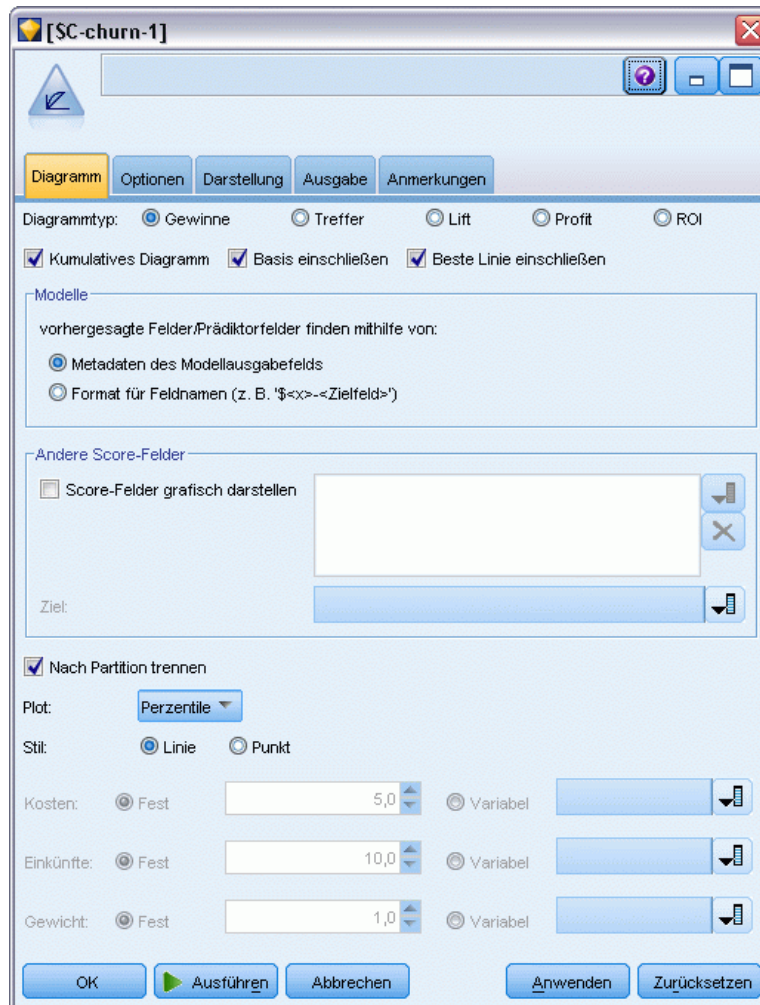 [$C-churn-1]
Diagramm Optionen Darstellung Ausgabe Anmerkungen
Diagrammtyp: Gewinne Treffer Lift Profit ROI
Kumulatives Diagramm Basis einschließen Beste Linie einschließen
Modelle
vorhergesagte Felder/Prädiktorfelder finden mithilfe von:
Metadaten des Modellausgabefelds
Format für Feldnamen (z. B. '$<x>-<Zielfeld>')
Andere Score-Felder
Score-Felder grafisch darstellen
Ziel:
Nach Partition trennen
Plot: Perzentile
Stil: Linie Punkt
Kosten: Fest 5,0 Variabel
Einkünfte: Fest 10,0 Variabel
Gewicht: Fest 1,0 Variabel
OK Ausführen Abbrechen Anwenden Zurücksetzen